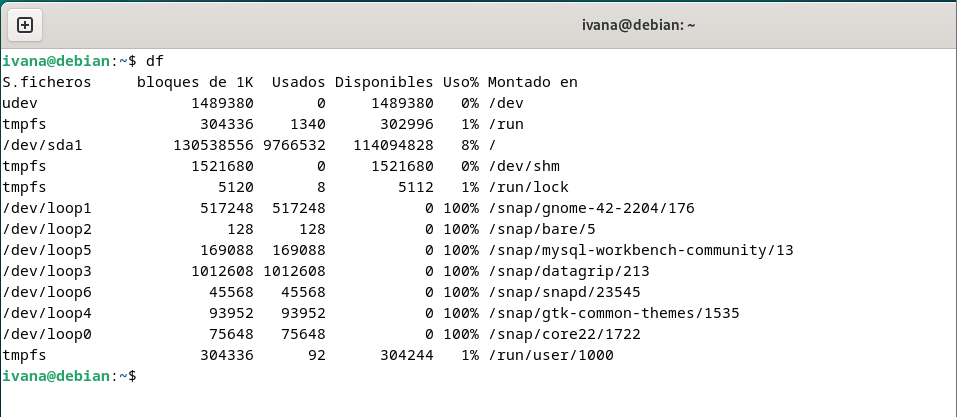 ivana@debian: ~
ivana@debian:~$ df
S.ficheros     bloques de 1K  Usados Disponibles Uso% Montado en
udev                 1489380       0     1489380   0% /dev
tmpfs                 304336    1340      302996   1% /run
/dev/sda1          130538556 9766532   114094828   8% /
tmpfs                1521680       0     1521680   0% /dev/shm
tmpfs                   5120       8        5112   1% /run/lock
/dev/loop1            517248  517248           0 100% /snap/gnome-42-2204/176
/dev/loop2               128     128           0 100% /snap/bare/5
/dev/loop5            169088  169088           0 100% /snap/mysql-workbench-community/13
/dev/loop3           1012608 1012608           0 100% /snap/datagrip/213
/dev/loop6             45568   45568           0 100% /snap/snapd/23545
/dev/loop4             93952   93952           0 100% /snap/gtk-common-themes/1535
/dev/loop0             75648   75648           0 100% /snap/core22/1722
tmpfs                 304336      92      304244   1% /run/user/1000
ivana@debian:~$